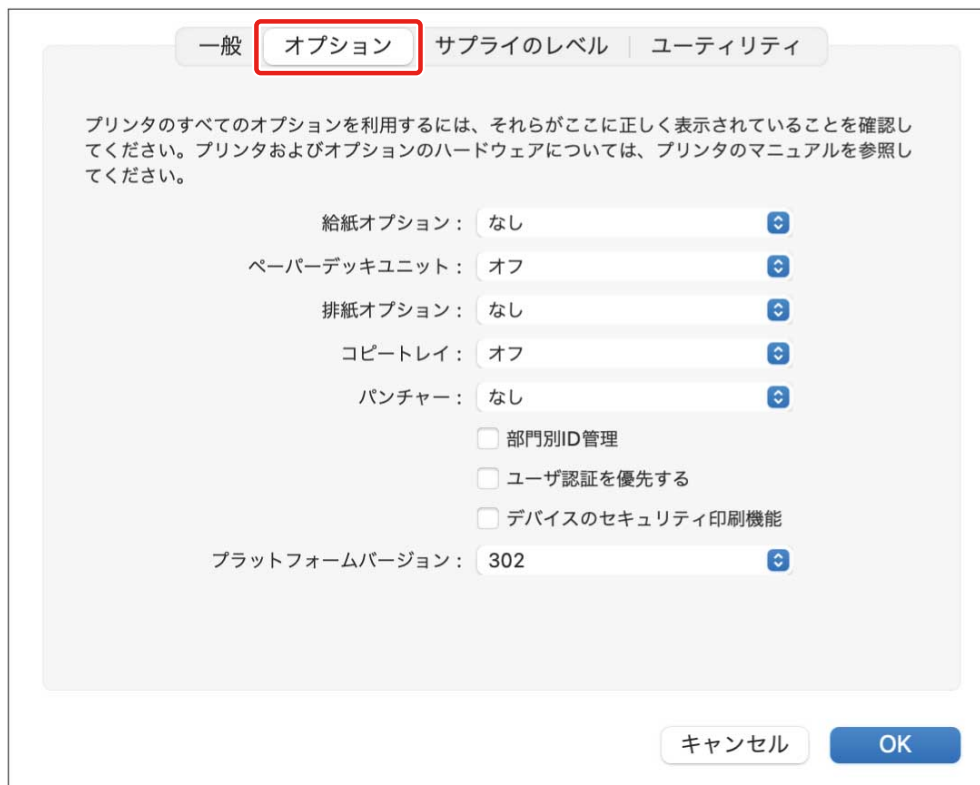 一般 オプション サプライのレベル ユーティリティ
プリンタのすべてのオプションを利用するには、それらがここに正しく表示されていることを確認し
てください。プリンタおよびオプションのハードウェアについては、プリンタのマニュアルを参照し
てください。
給紙オプション： なし
ペーパーデッキユニット： オフ
排紙オプション： なし
コピートレイ： オフ
パンチャー： なし
部門別ID管理
ユーザ認証を優先する
デバイスのセキュリティ印刷機能
プラットフォームバージョン： 302
キャンセル OK